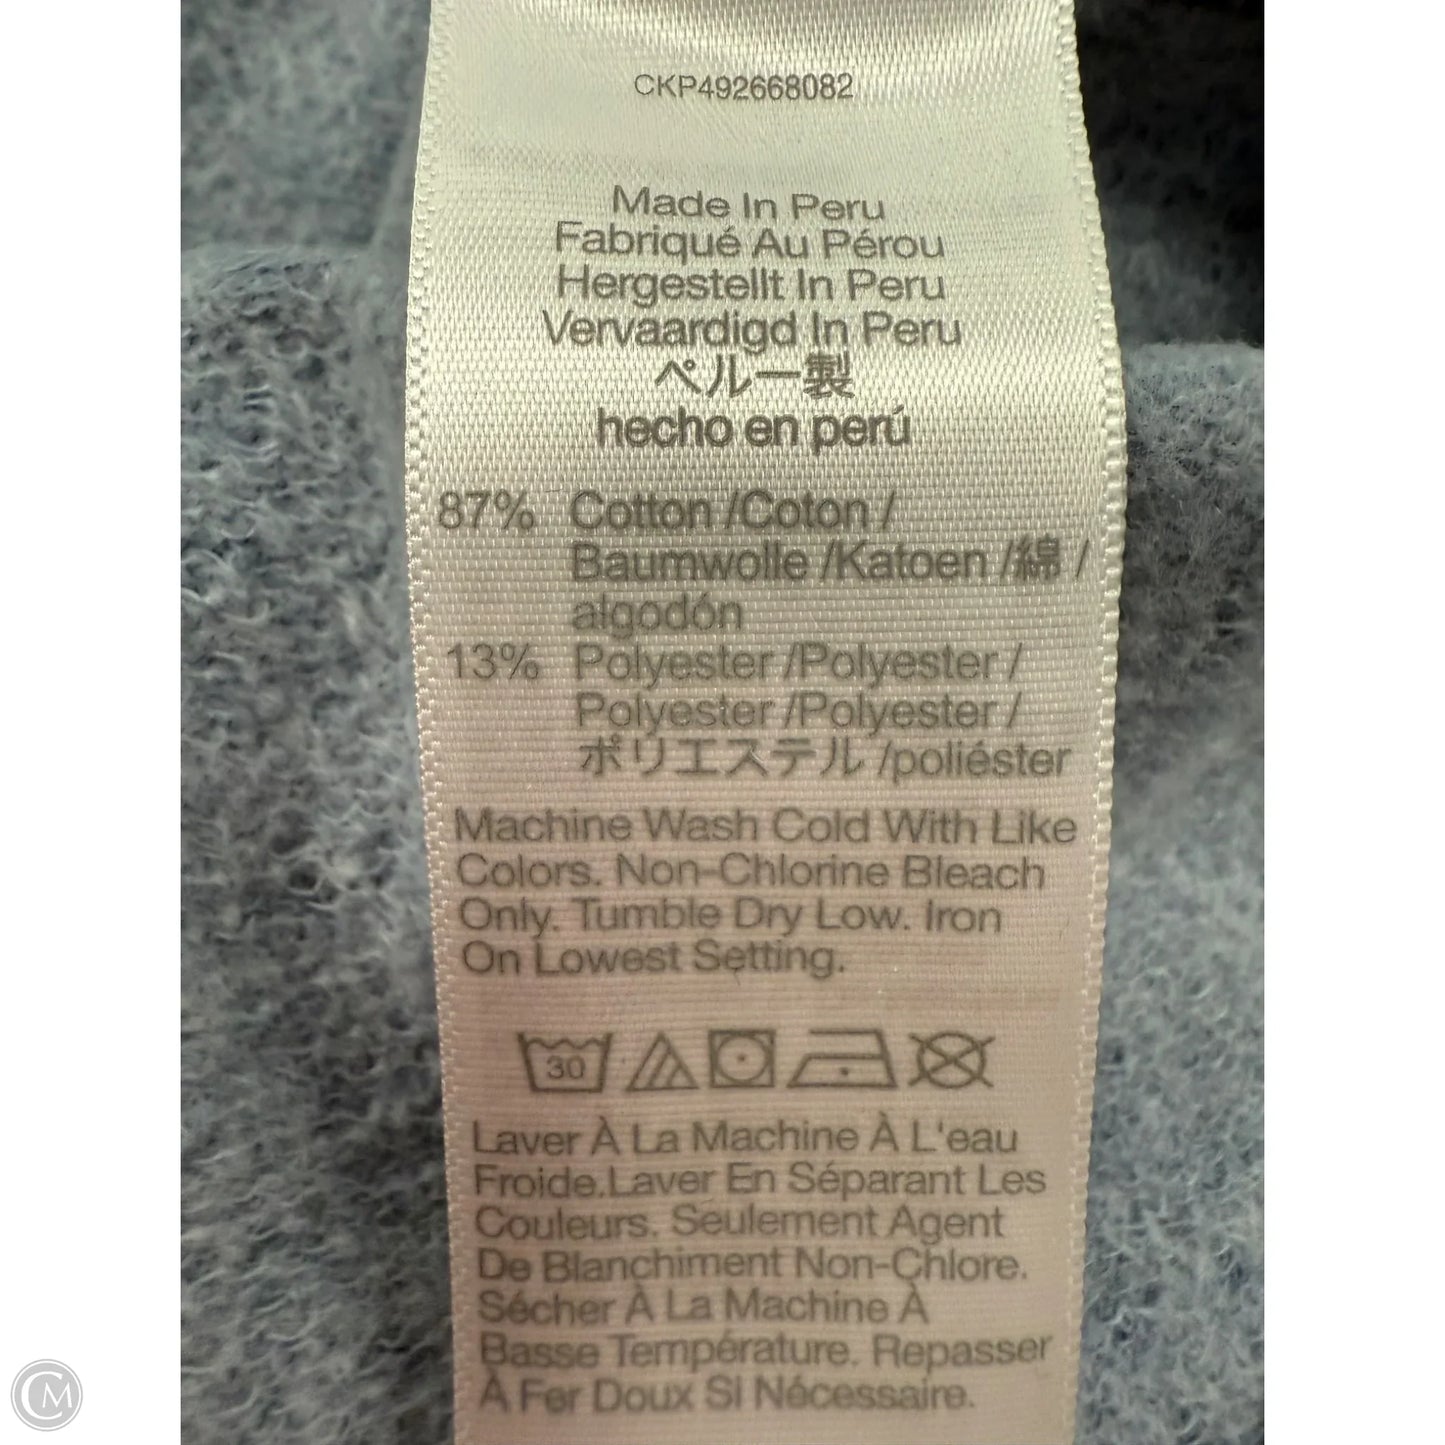 CKP492668082
Made In Peru
Fabriqué Au Pérou
Hergestellt In Peru
Vervaardigd In Peru
ペルー製
hecho en perú
87% Cotton /Coton /
Baumwolle /Katoen /綿 /
algodón
13% Polyester /Polyester /
Polyester /Polyester /
ポリエステル /poliéster
Machine Wash Cold With Like
Colors. Non-Chlorine Bleach
Only. Tumble Dry Low. Iron
On Lowest Setting.
30
Laver À La Machine À L'eau
Froide.Laver En Séparant Les
Couleurs. Seulement Agent
De Blanchiment Non-Chlore.
Sécher À La Machine À
Basse Température. Repasser
À Fer Doux SI Nécessaire.
CM